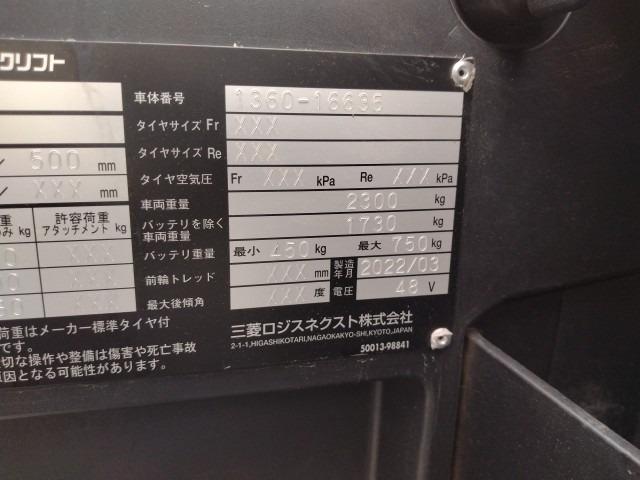 クリフト
車体番号 1360-16635
タイヤサイズ Fr XXX
タイヤサイズ Re XXX
500 mm
タイヤ空気圧 Fr XXX kPa Re XXX kPa
XXX mm
車両重量 2300 kg
重 許容荷重
み kg アタッチメント kg
バッテリを除く
車両重量 1730 kg
バッテリ重量 最小 450 kg 最大 750 kg
前輪トレッド XXX mm 製造年月 2022/03
最大後傾角 XXX 度 電圧 48 V
荷重はメーカー標準タイヤ付
です。
切な操作や整備は傷害や死亡事故
原因となる可能性があります。
三菱ロジスネクスト株式会社
2-1-1,HIGASHIKOTARI,NAGAOKAKYO-SHI,KYOTO,JAPAN
50013-98841